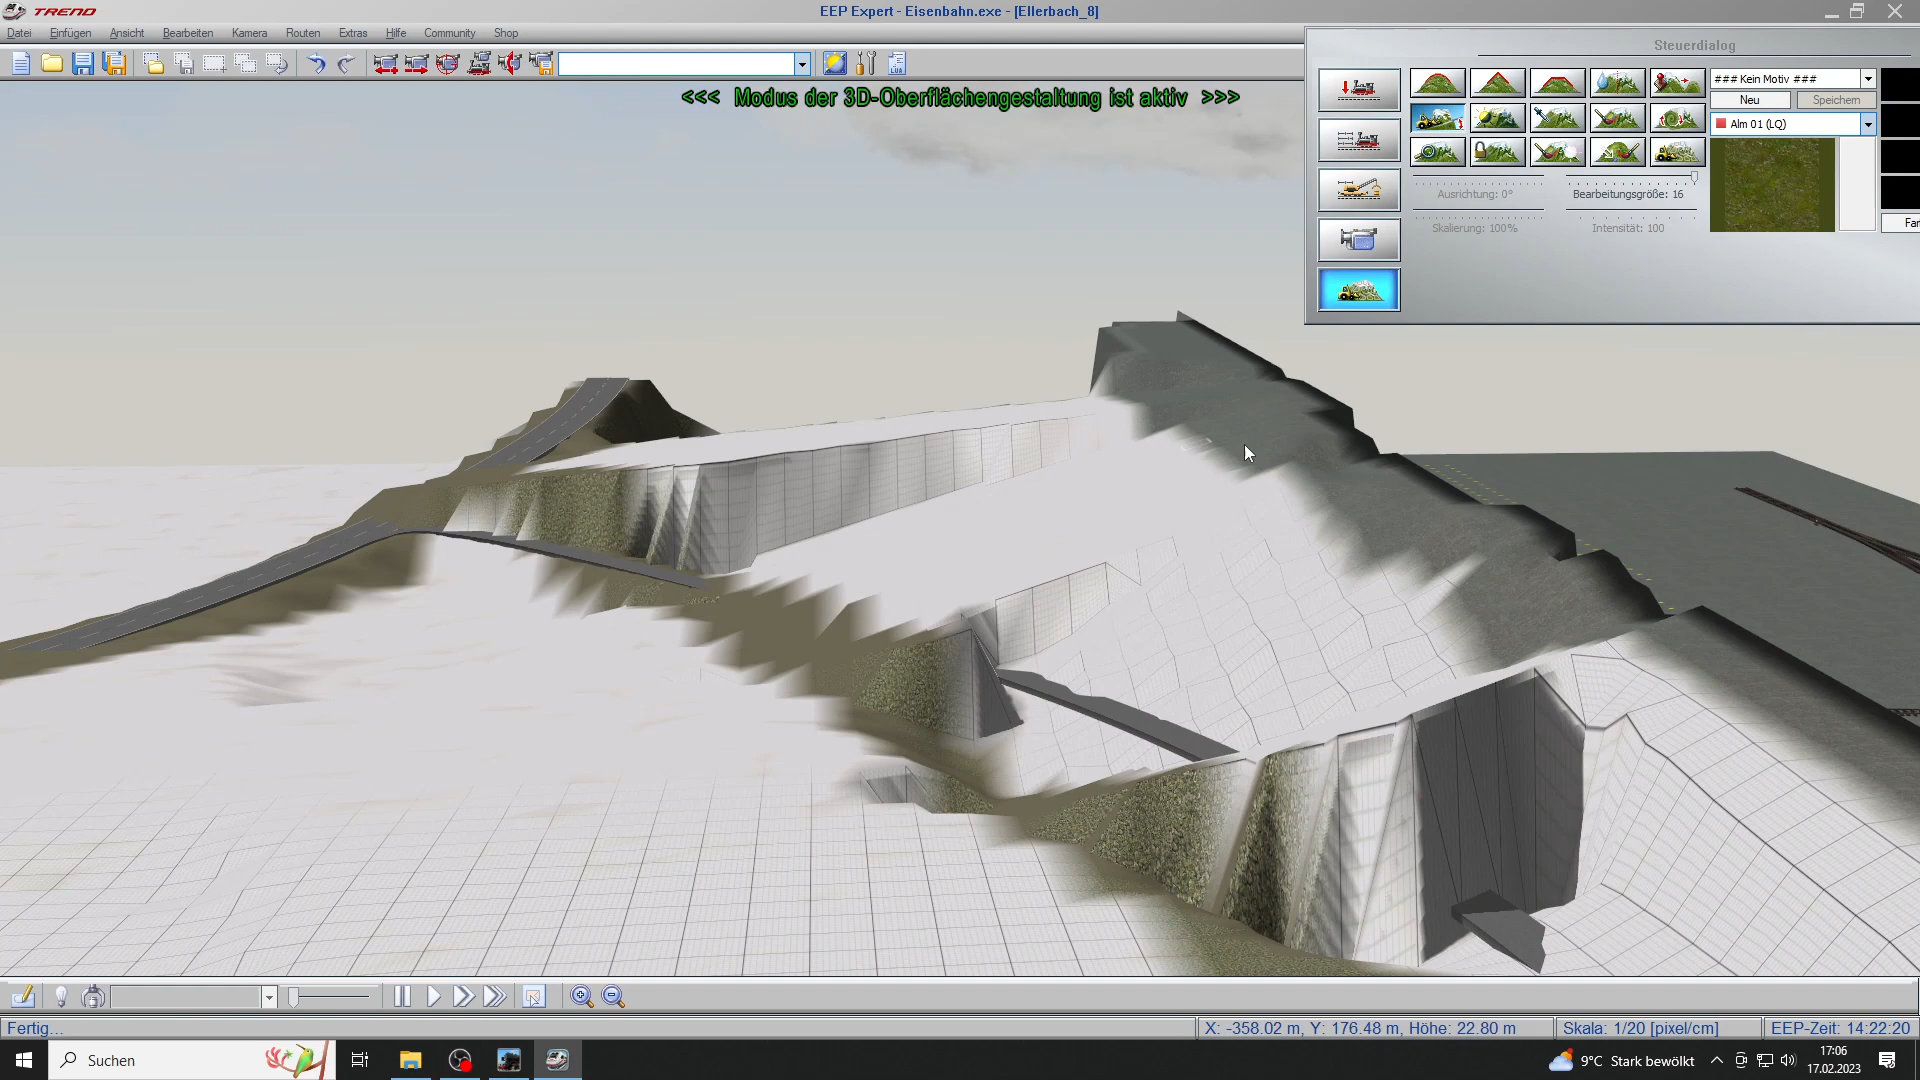 TREND
EEP Expert - Eisenbahn.exe - [Ellerbach_8]
Datei Einfügen Ansicht Bearbeiten Kamera Routen Extras Hilfe Community Shop
Steuerdialog
<<< Modus der 3D-Oberflächengestaltung ist aktiv >>>
### Kein Motiv ###
Neu Speichern
Alm 01 (LQ)
Ausrichtung: 0° Bearbeitungsgröße: 16
Skalierung: 100% Intensität: 100
Far
Fertig... X: -358.02 m, Y: 176.48 m, Höhe: 22.80 m Skala: 1/20 [pixel/cm] EEP-Zeit: 14:22:20
Suchen 9°C Stark bewölkt 17:06
17.02.2023